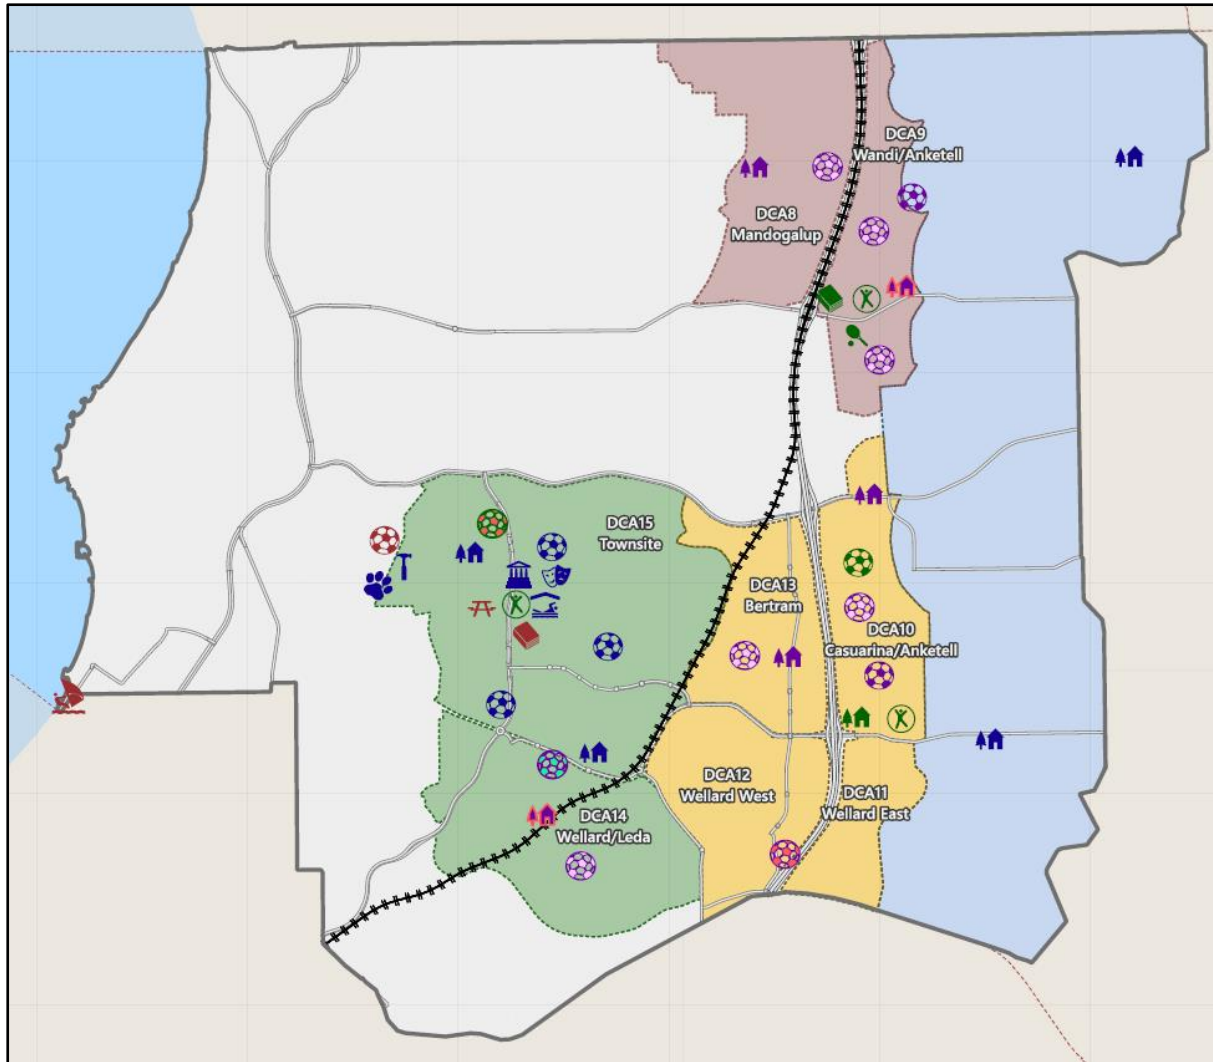 DCA9
Wandi/Anketell
DCA8
Mandogalup
DCA15
Townsite
DCA13
Bertram
DCA10
Casuarina/Anketell
DCA12
Wellard West
DCA11
Wellard East
DCA14
Wellard/Leda